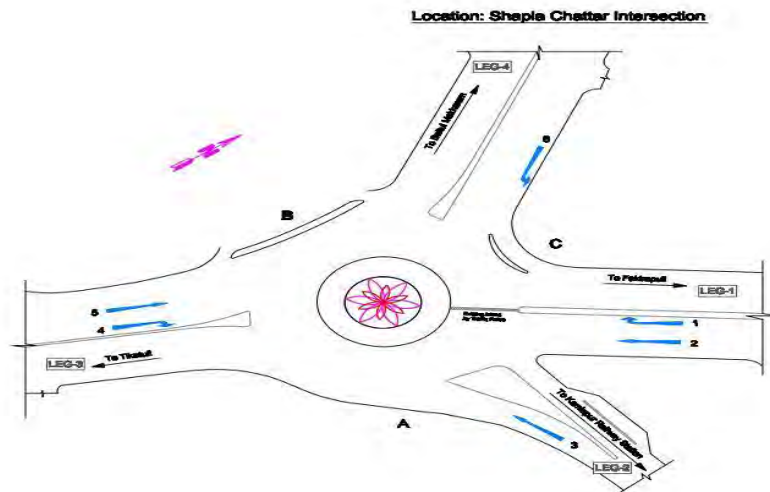 Location: Shapla Chattar Intersection
LEG-4
To Baitul Mokarram
6
N
B
C
To Fakirapull
LEG-1
5
4
1
2
LEG-3
To Tikatuli
A
3
To Kamlapur Railway Station
LEG-2